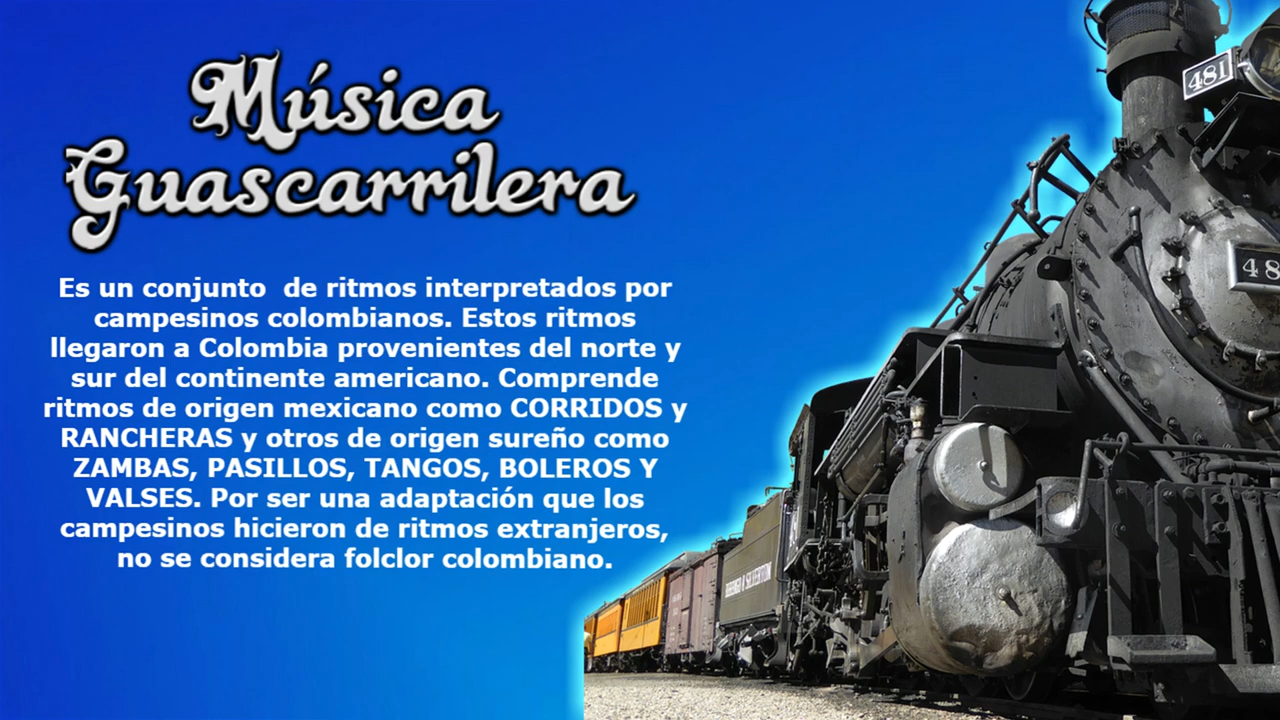 Música
Guascarrilera
Es un conjunto  de ritmos interpretados por
campesinos colombianos. Estos ritmos
llegaron a Colombia provenientes del norte y
sur del continente americano. Comprende
ritmos de origen mexicano como CORRIDOS y
RANCHERAS y otros de origen sureño como
ZAMBAS, PASILLOS, TANGOS, BOLEROS Y
VALSES. Por ser una adaptación que los
campesinos hicieron de ritmos extranjeros,
no se considera folclor colombiano.
481
48